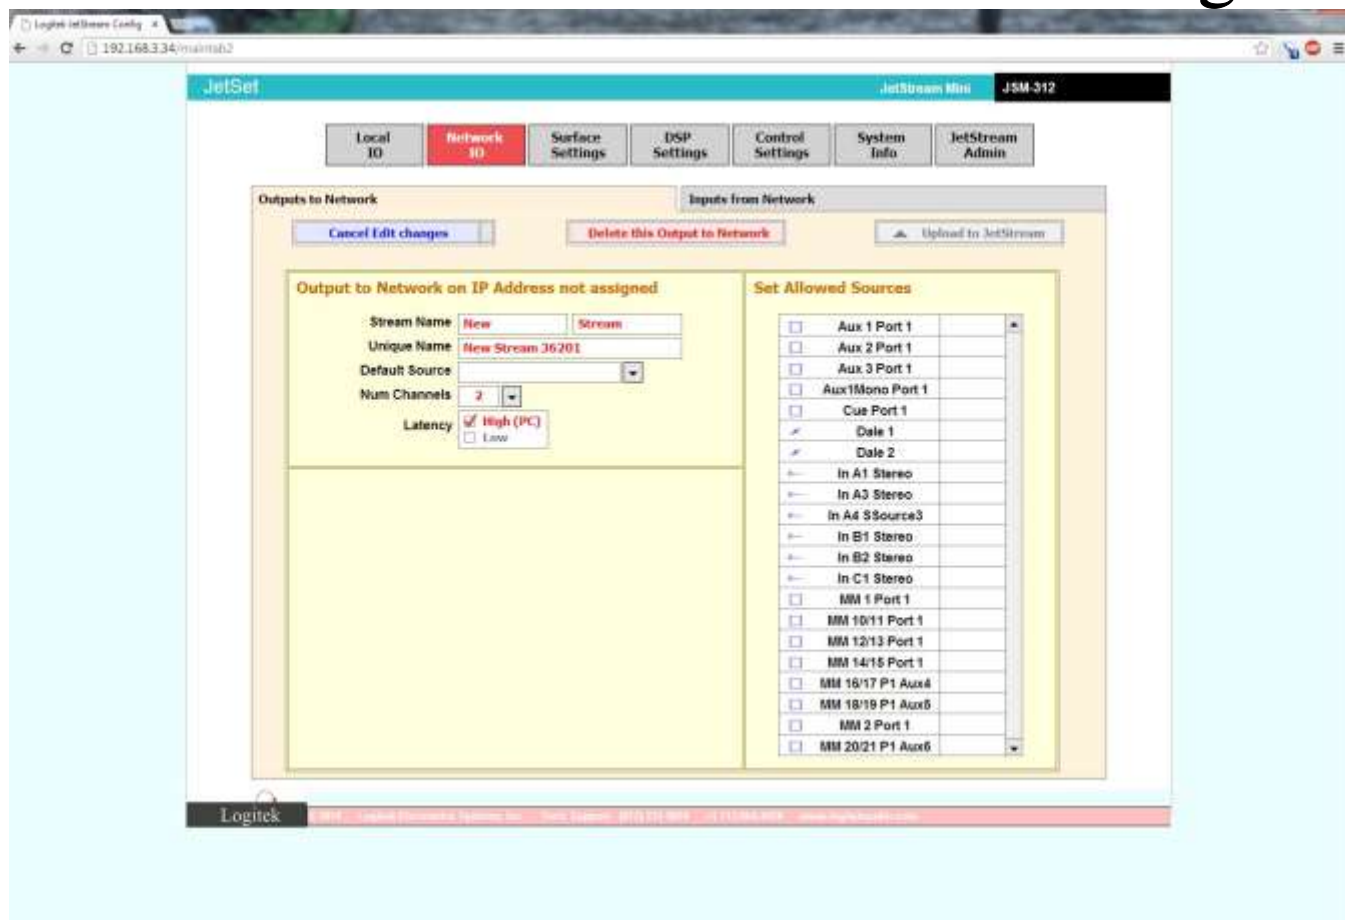 Logitek JetStream Config
192.168.3.34/maintab2
JetSet
JetStream Mini
JSM-312
Local IO
Network IO
Surface Settings
DSP Settings
Control Settings
System Info
JetStream Admin
Outputs to Network
Inputs from Network
Cancel Edit changes
Delete this Output to Network
Upload to JetStream
Output to Network on IP Address not assigned
Set Allowed Sources
Stream Name New Stream
Unique Name New Stream 36201
Default Source
Num Channels 2
Latency High (PC)
Low
Aux 1 Port 1
Aux 2 Port 1
Aux 3 Port 1
Aux1Mono Port 1
Cue Port 1
Dale 1
Dale 2
In A1 Stereo
In A3 Stereo
In A4 SSource3
In B1 Stereo
In B2 Stereo
In C1 Stereo
MM 1 Port 1
MM 10/11 Port 1
MM 12/13 Port 1
MM 14/15 Port 1
MM 16/17 P1 Aux4
MM 18/19 P1 Aux5
MM 2 Port 1
MM 20/21 P1 Aux6
Logitek